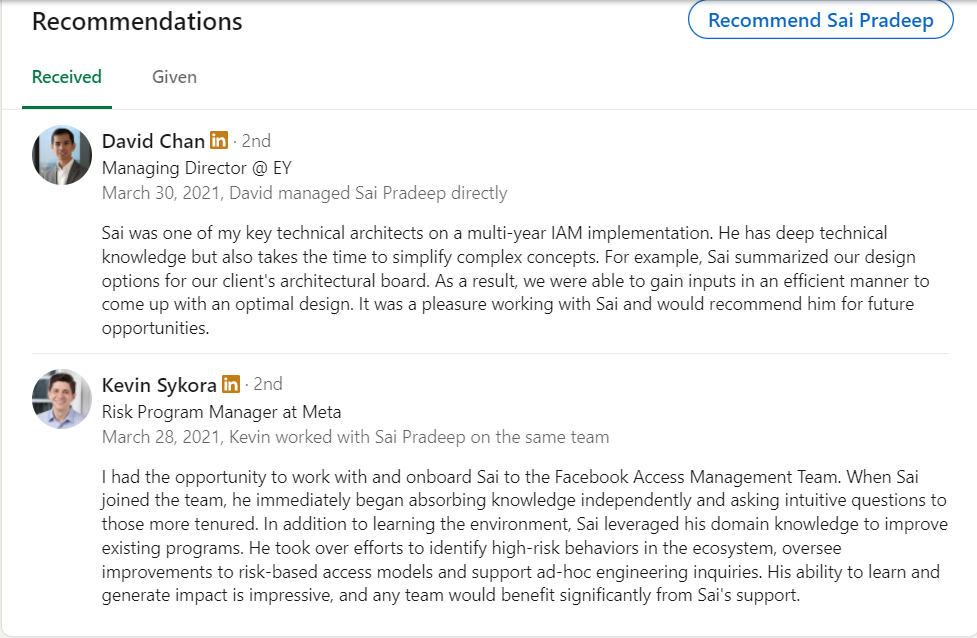 Recommendations
Recommend Sai Pradeep
Received
Given
David Chan in · 2nd
Managing Director @ EY
March 30, 2021, David managed Sai Pradeep directly
Sai was one of my key technical architects on a multi-year IAM implementation. He has deep technical
knowledge but also takes the time to simplify complex concepts. For example, Sai summarized our design
options for our client's architectural board. As a result, we were able to gain inputs in an efficient manner to
come up with an optimal design. It was a pleasure working with Sai and would recommend him for future
opportunities.
Kevin Sykora in · 2nd
Risk Program Manager at Meta
March 28, 2021, Kevin worked with Sai Pradeep on the same team
I had the opportunity to work with and onboard Sai to the Facebook Access Management Team. When Sai
joined the team, he immediately began absorbing knowledge independently and asking intuitive questions to
those more tenured. In addition to learning the environment, Sai leveraged his domain knowledge to improve
existing programs. He took over efforts to identify high-risk behaviors in the ecosystem, oversee
improvements to risk-based access models and support ad-hoc engineering inquiries. His ability to learn and
generate impact is impressive, and any team would benefit significantly from Sai's support.